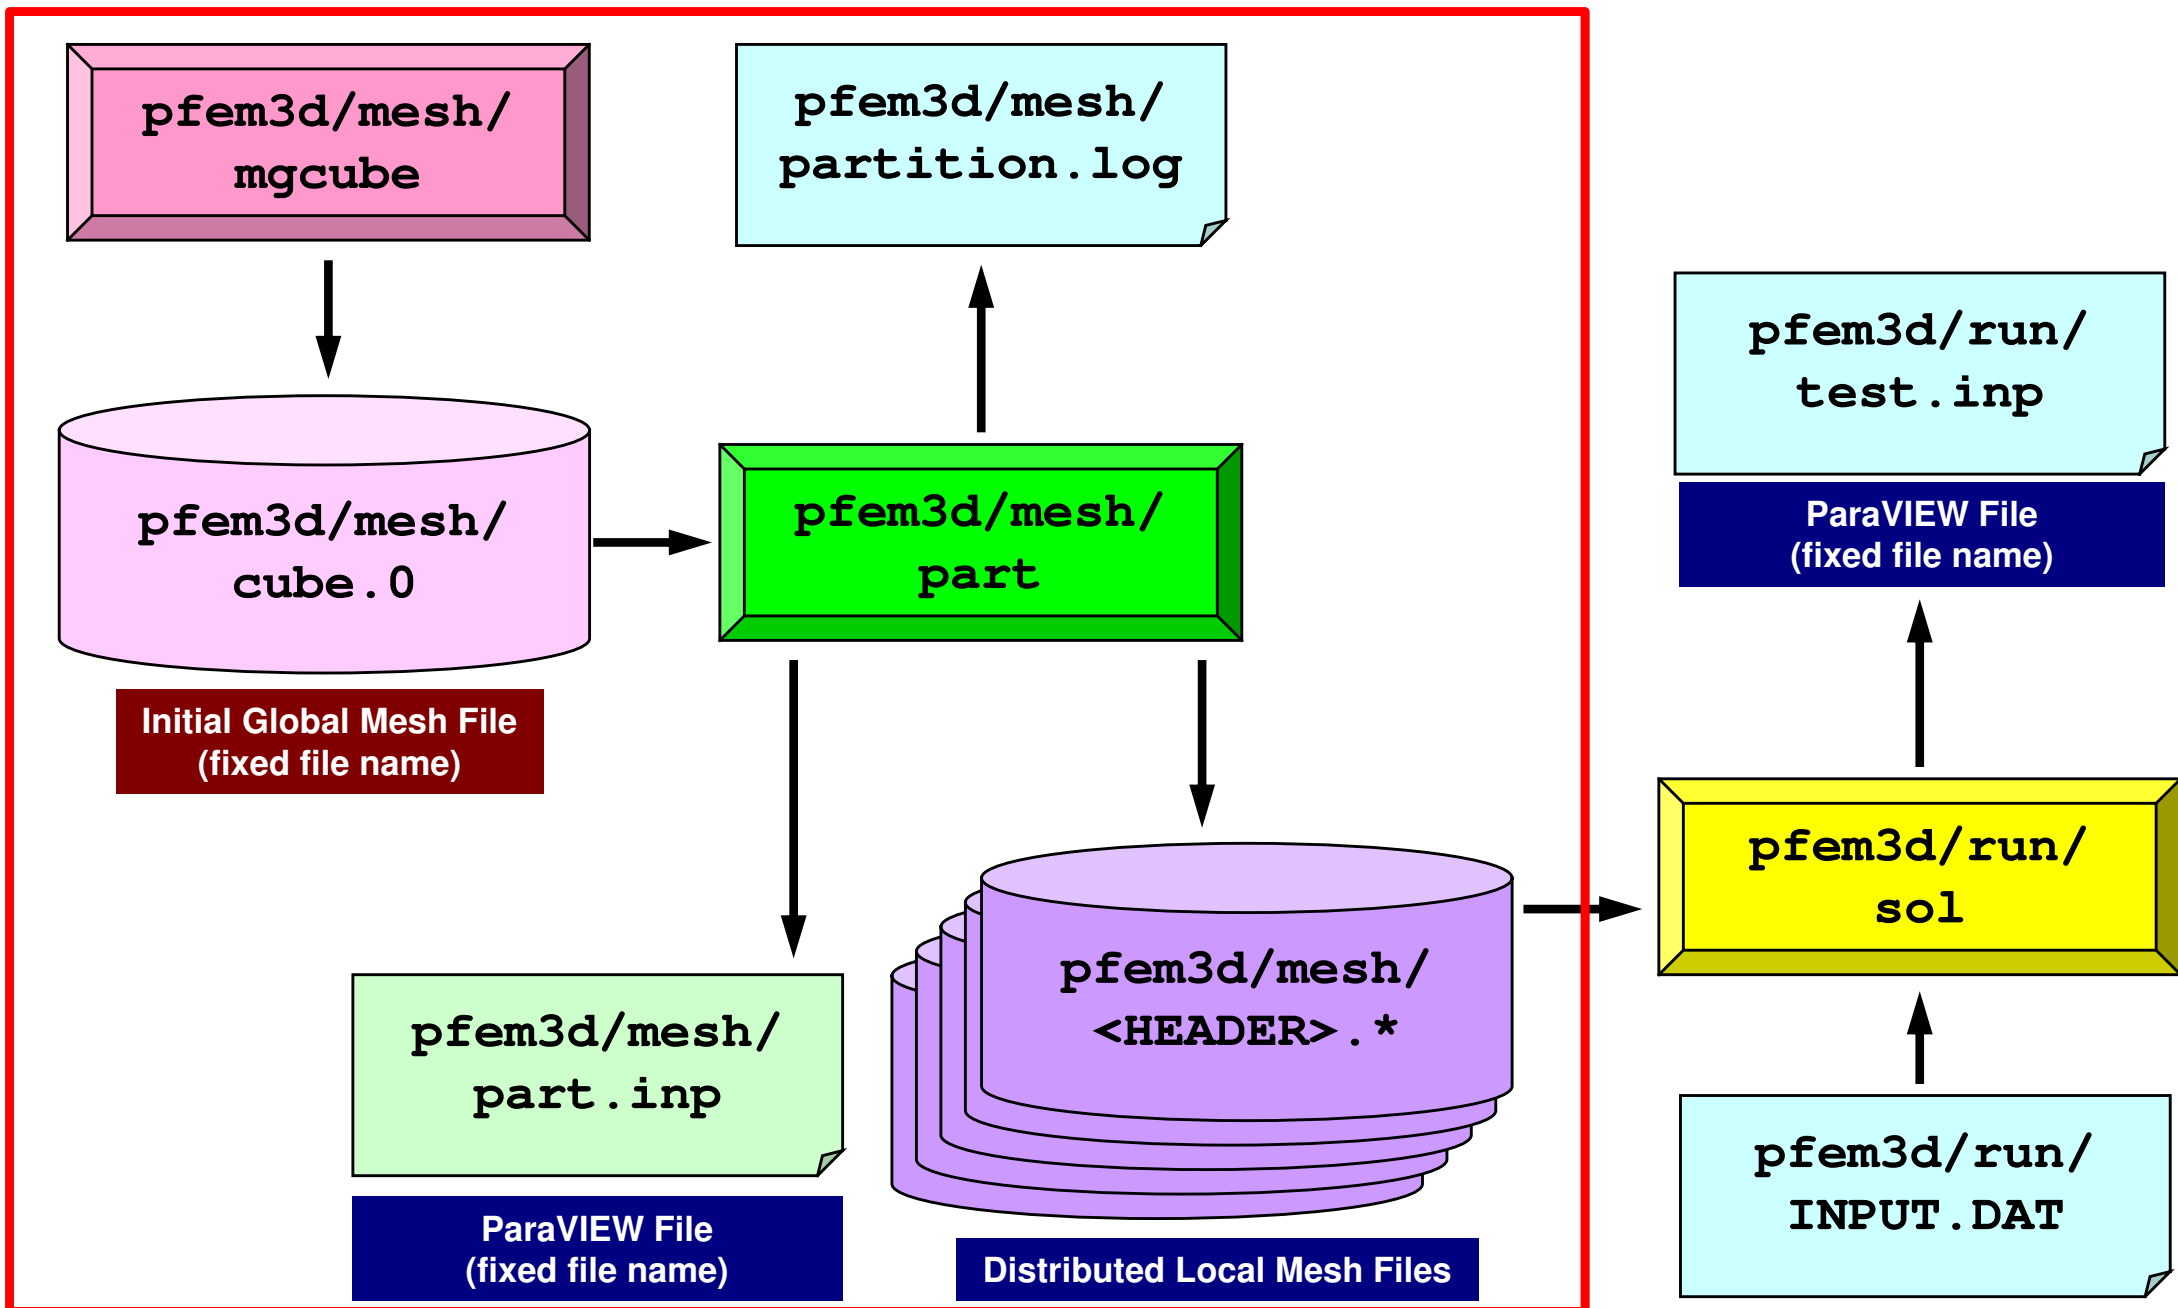 pfem3d/mesh/
mgcube
pfem3d/mesh/
partition.log
pfem3d/run/
test.inp
ParaVIEW File
(fixed file name)
pfem3d/mesh/
cube.0
Initial Global Mesh File
(fixed file name)
pfem3d/mesh/
part
pfem3d/run/
sol
pfem3d/mesh/
part.inp
ParaVIEW File
(fixed file name)
pfem3d/mesh/
<HEADER>.*
Distributed Local Mesh Files
pfem3d/run/
INPUT.DAT